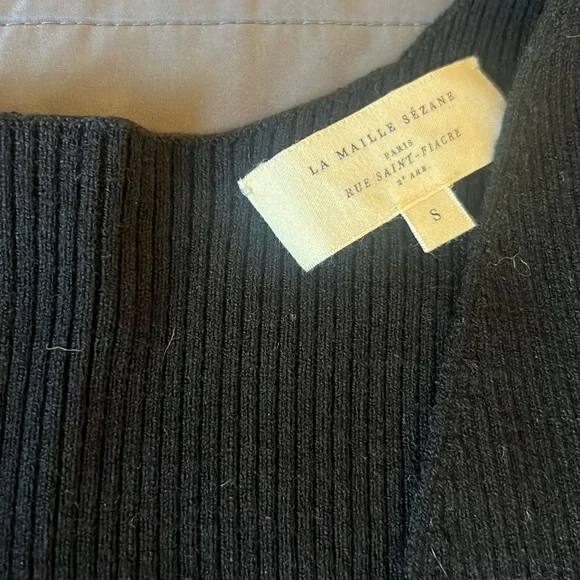 LA MAILLE SÉZANE
PARIS
RUE SAINT-FIACRE
2e ARR.
S